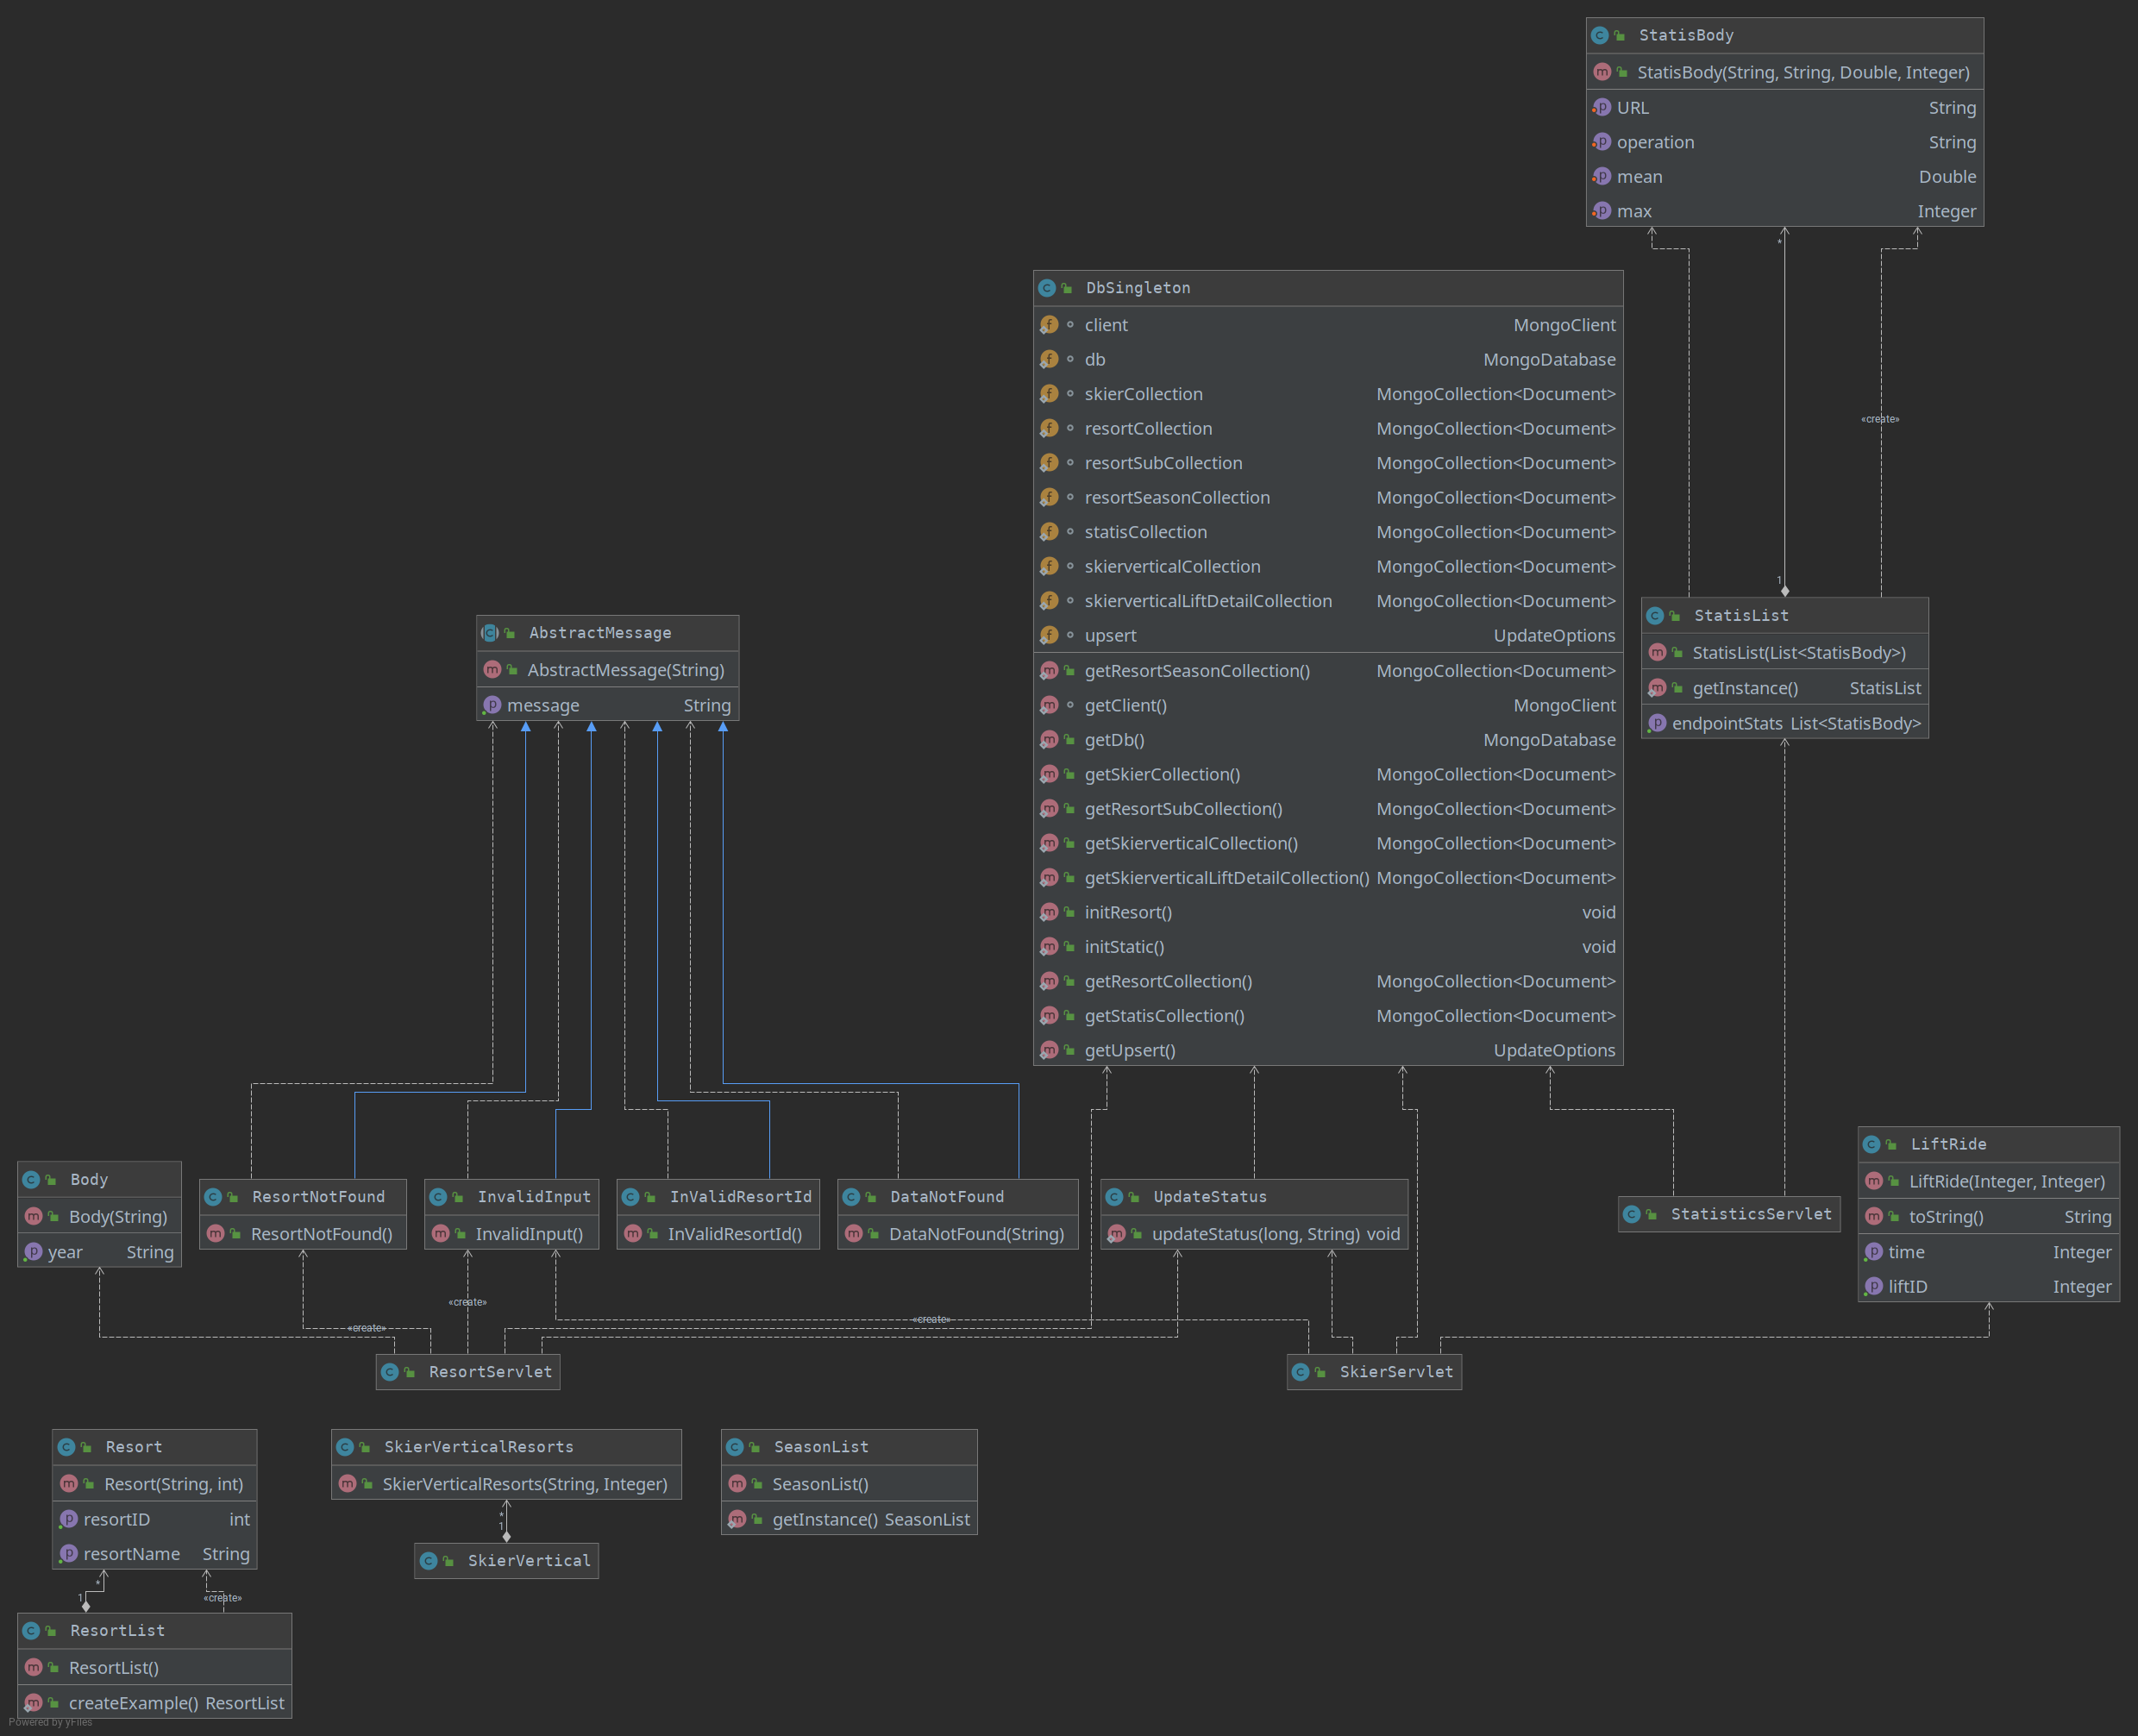 StatisBody
StatisBody(String, String, Double, Integer)
URL String
operation String
mean Double
max Integer
*
«create»
1
DbSingleton
client MongoClient
db MongoDatabase
skierCollection MongoCollection<Document>
resortCollection MongoCollection<Document>
resortSubCollection MongoCollection<Document>
resortSeasonCollection MongoCollection<Document>
statisCollection MongoCollection<Document>
skierverticalCollection MongoCollection<Document>
skierverticalLiftDetailCollection MongoCollection<Document>
upsert UpdateOptions
getResortSeasonCollection() MongoCollection<Document>
getClient() MongoClient
getDb() MongoDatabase
getSkierCollection() MongoCollection<Document>
getResortSubCollection() MongoCollection<Document>
getSkierverticalCollection() MongoCollection<Document>
getSkierverticalLiftDetailCollection() MongoCollection<Document>
initResort() void
initStatic() void
getResortCollection() MongoCollection<Document>
getStatisCollection() MongoCollection<Document>
getUpsert() UpdateOptions
StatisList
StatisList(List<StatisBody>)
getInstance() StatisList
endpointStats List<StatisBody>
AbstractMessage
AbstractMessage(String)
message String
Body
Body(String)
year String
ResortNotFound
ResortNotFound()
InvalidInput
InvalidInput()
InValidResortId
InValidResortId()
DataNotFound
DataNotFound(String)
UpdateStatus
updateStatus(long, String) void
StatisticsServlet
LiftRide
LiftRide(Integer, Integer)
toString() String
time Integer
liftID Integer
«create»
«create»
«create»
ResortServlet
SkierServlet
Resort
Resort(String, int)
resortID int
resortName String
*
1
«create»
SkierVerticalResorts
SkierVerticalResorts(String, Integer)
*
1
SkierVertical
SeasonList
SeasonList()
getInstance() SeasonList
ResortList
ResortList()
createExample() ResortList
Powered by yFiles